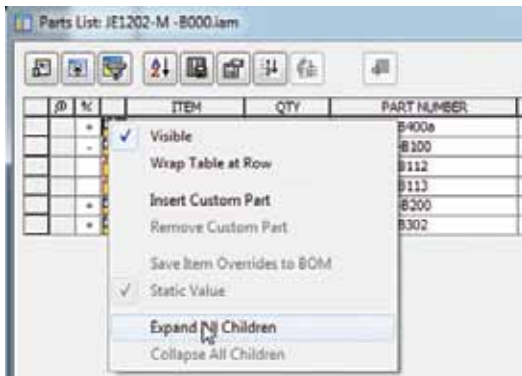 Parts List: JE1202-M -B000.iam
ITEM QTY PART NUMBER
B400a
-B100
B112
B113
-B200
B302
Visible
Wrap Table at Row
Insert Custom Part
Remove Custom Part
Save Item Overrides to BOM
Static Value
Expand All Children
Collapse All Children